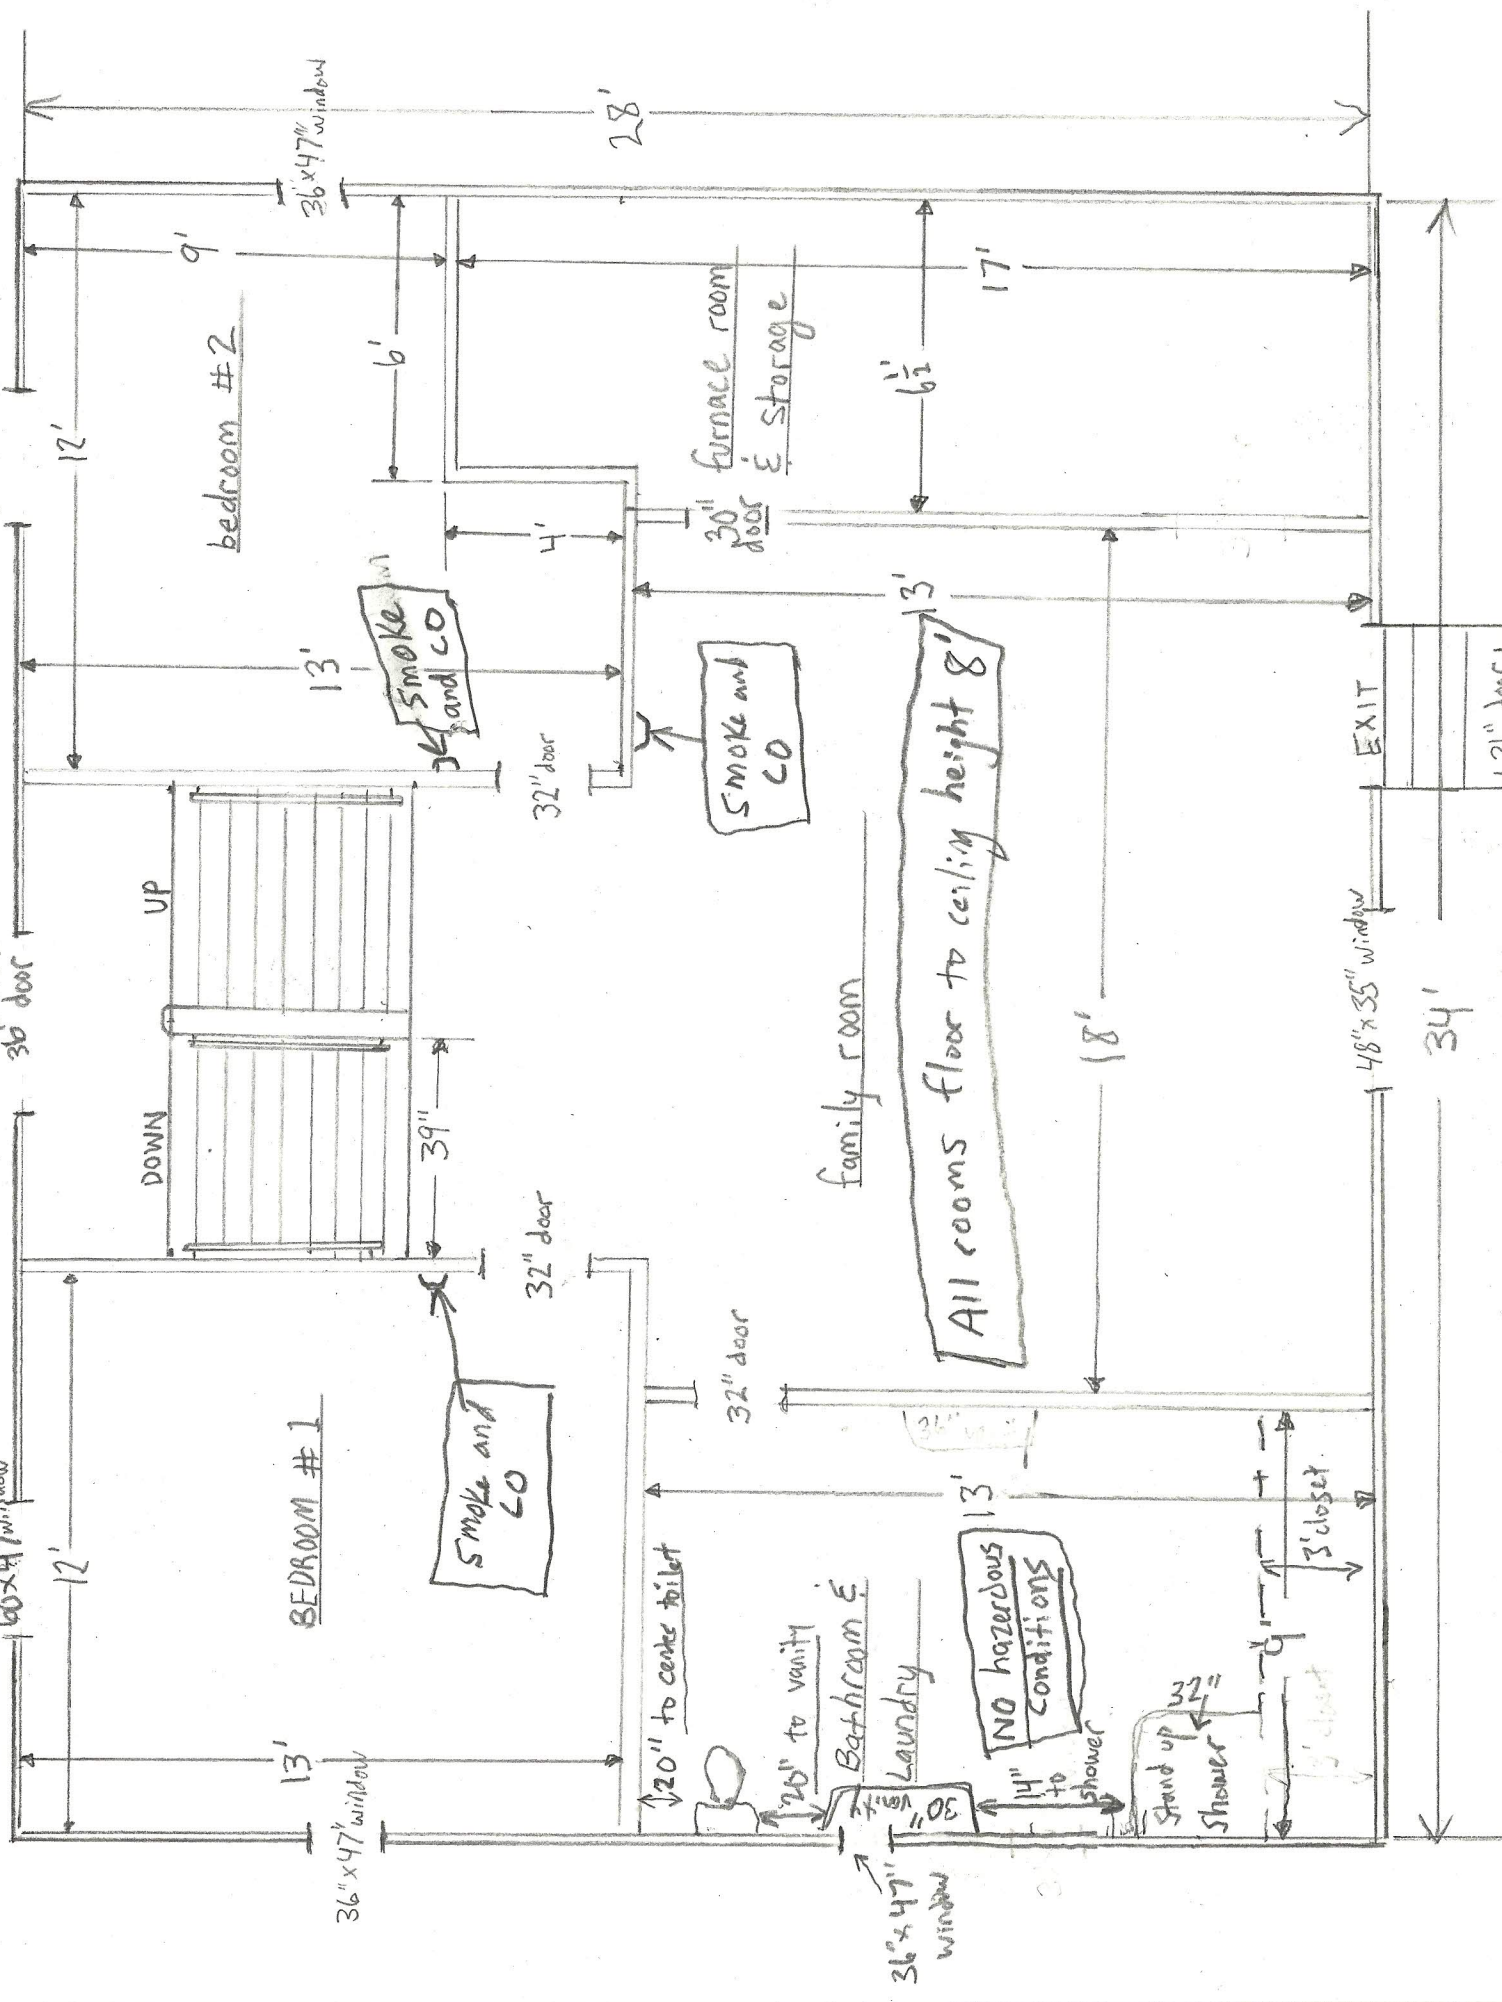 60x47 window
36" door
36"x47" window
12'
12'
9'
28'
DOWN
UP
BEDROOM #1
bedroom #2
13'
13'
36"x47" window
Smoke and
CO
39"
Smoke
and CO
6'
4'
32" door
32" door
20" to center toilet
32" door
30"
door
furnace room
& Storage
Smoke and
CO
20" to vanity
Bathroom &
Laundry
family room
30"
36"x47"
window
13'
13'
6½'
17'
All rooms floor to ceiling height 8'
NO hazardous
conditions
14"
to
shower
18'
Stand up
shower
32"
9'
3' closet
48"x35" window
EXIT
34'